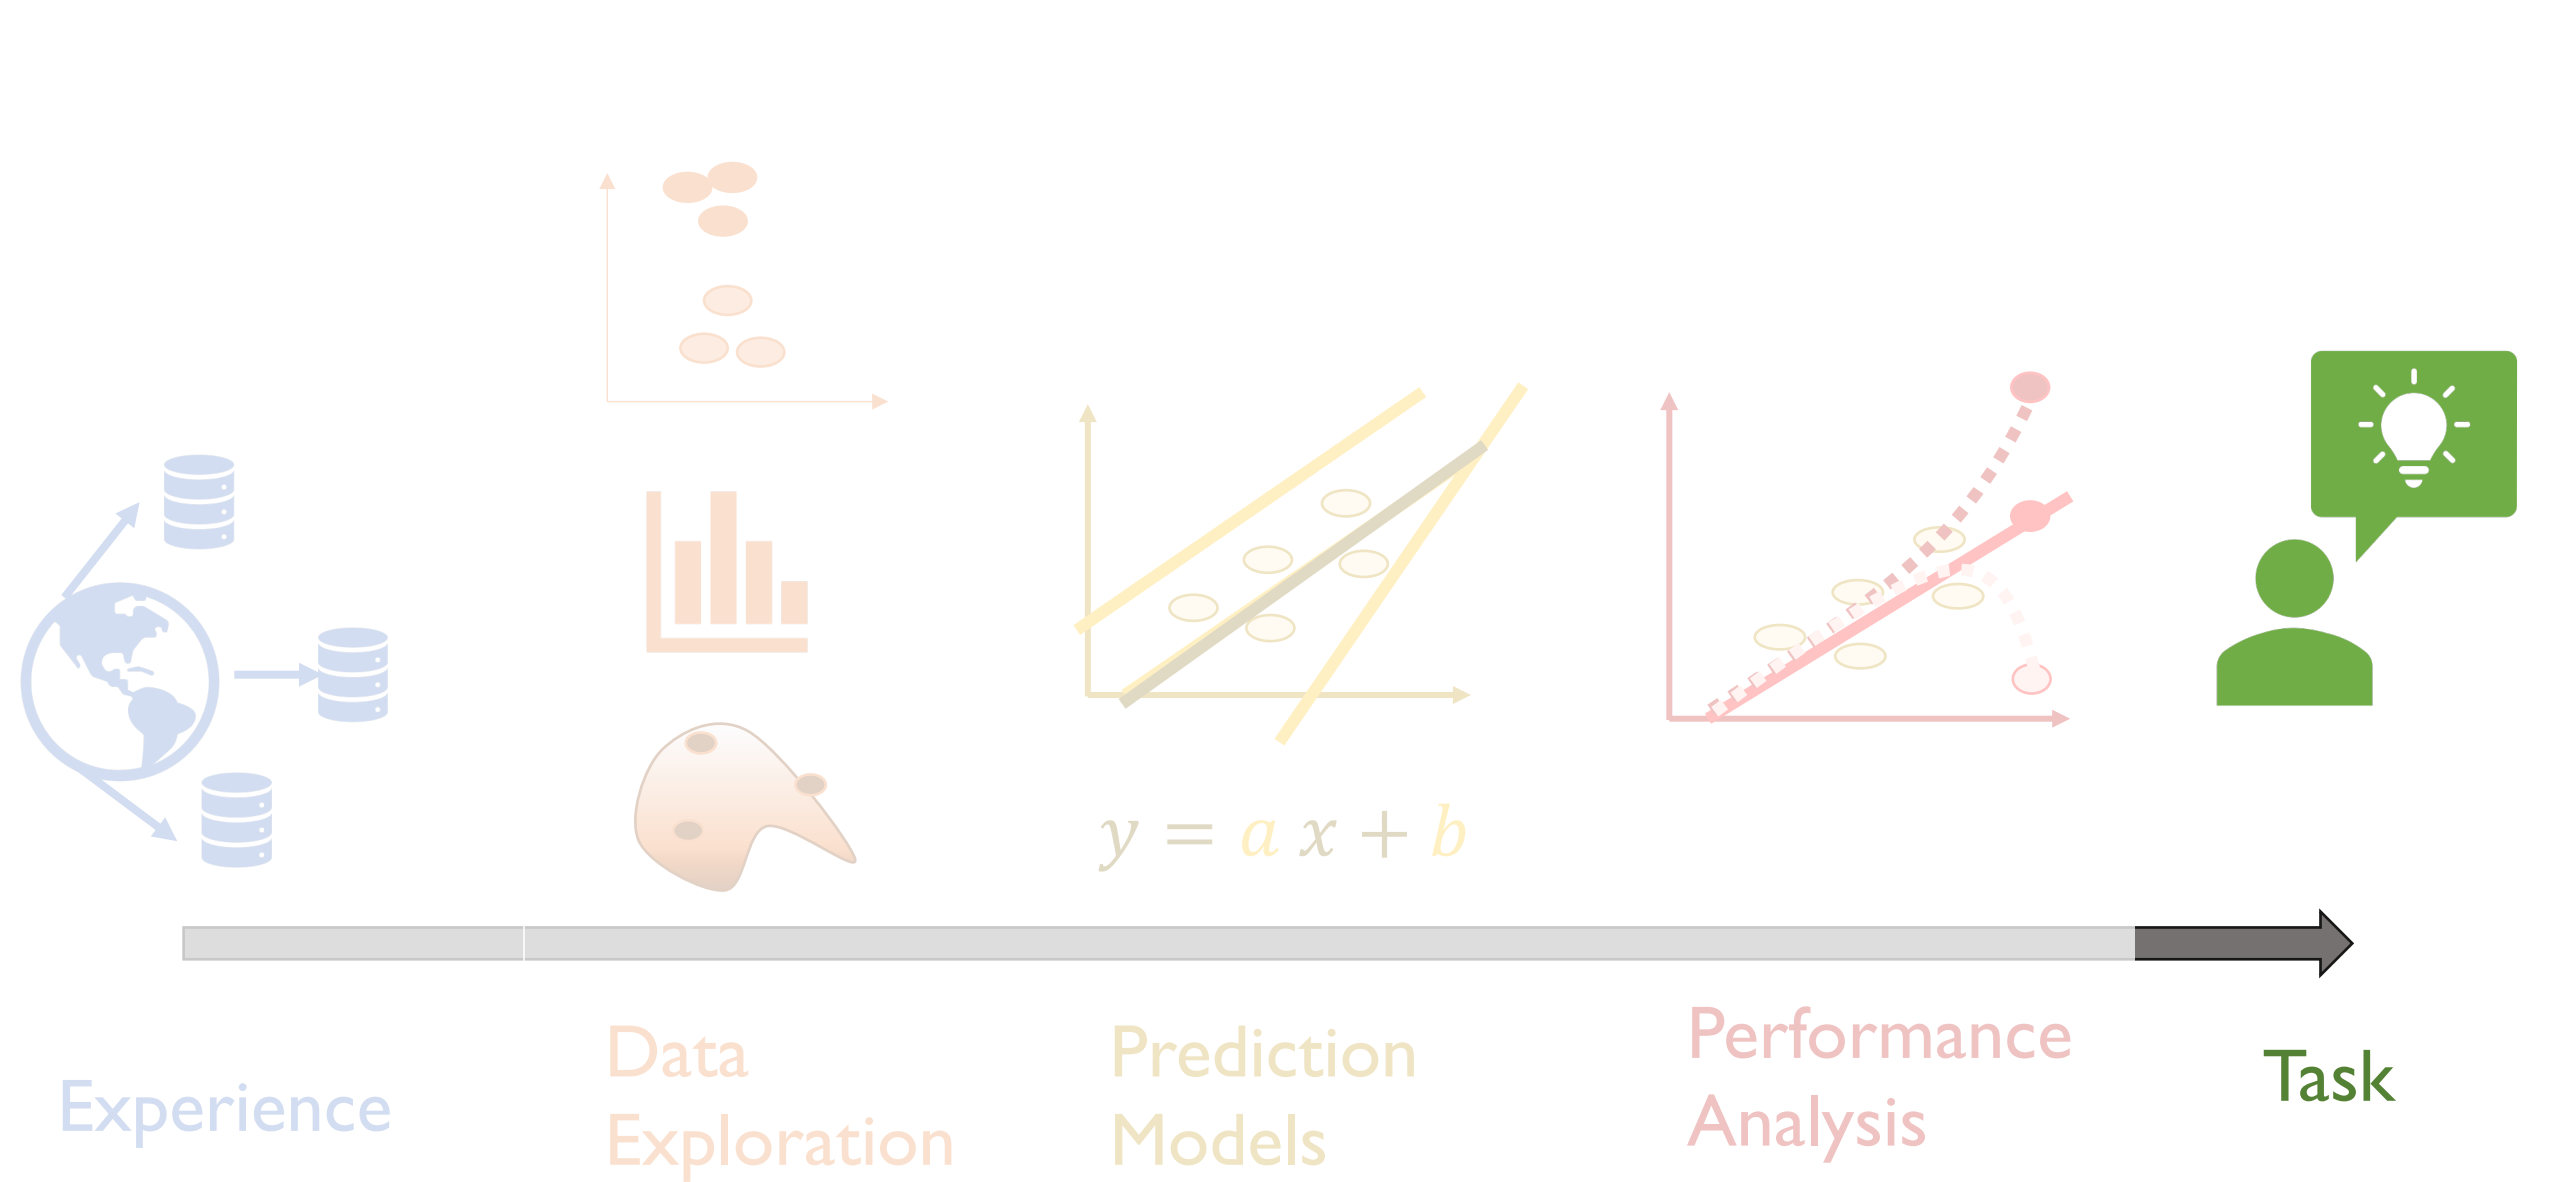 y = a x + b
Experience
Data
Exploration
Prediction
Models
Performance
Analysis
Task